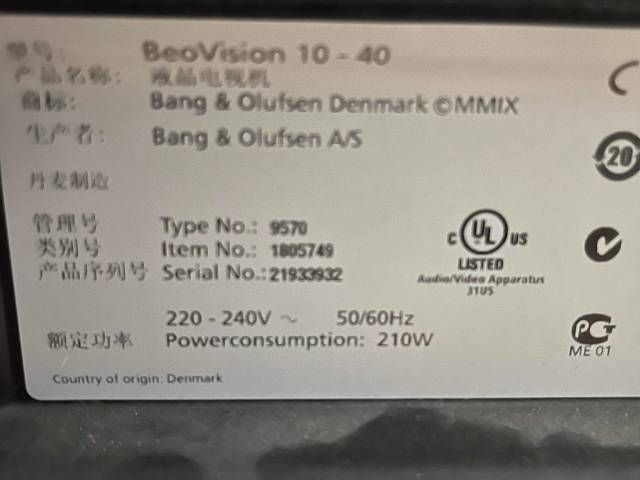 型号: BeoVision 10 - 40
产品名称: 液晶电视机
商标: Bang & Olufsen Denmark ©MMIX
生产者: Bang & Olufsen A/S
丹麦制造
管理号 Type No.: 9570
类别号 Item No.: 1805749
产品序列号 Serial No.: 21933932
C UL US
LISTED
Audio/Video Apparatus
31US
20
220 - 240V ~ 50/60Hz
额定功率 Powerconsumption: 210W
ME 01
Country of origin: Denmark